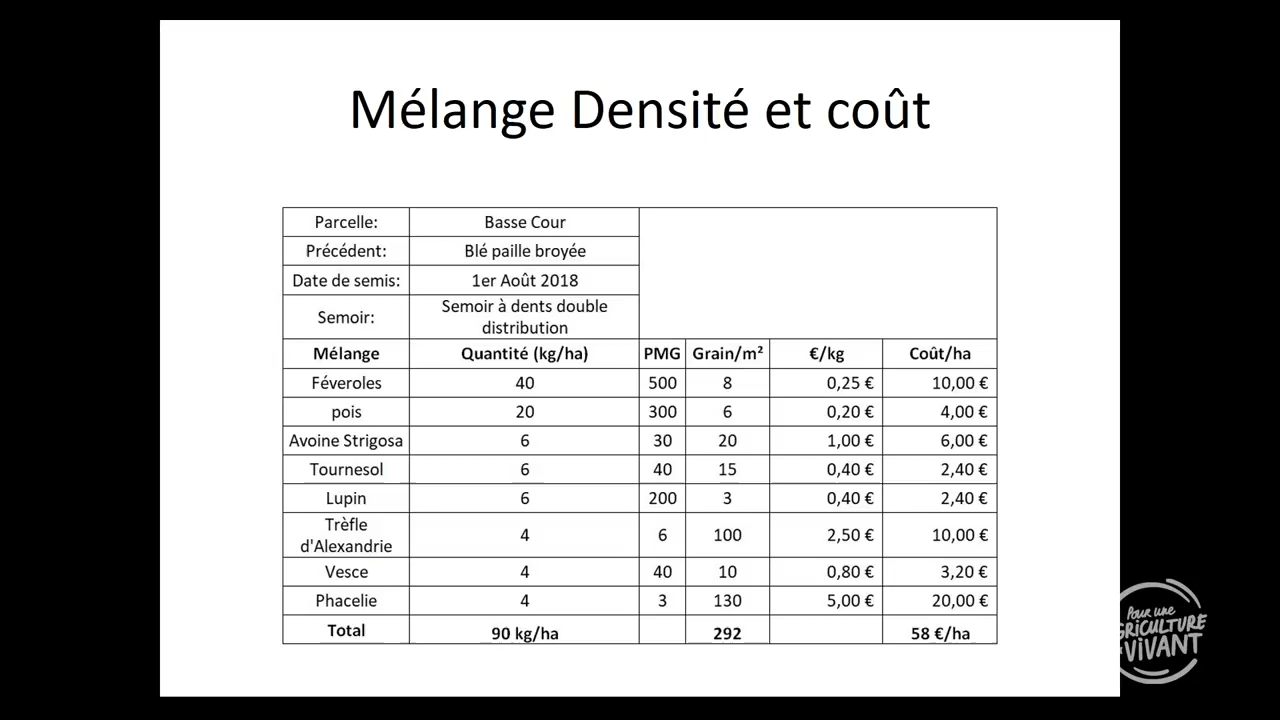 Mélange Densité et coût
Parcelle: Basse Cour
Précédent: Blé paille broyée
Date de semis: 1er Août 2018
Semoir: Semoir à dents double
distribution
Mélange Quantité (kg/ha) PMG Grain/m² €/kg Coût/ha
Féveroles 40 500 8 0,25 € 10,00 €
pois 20 300 6 0,20 € 4,00 €
Avoine Strigosa 6 30 20 1,00 € 6,00 €
Tournesol 6 40 15 0,40 € 2,40 €
Lupin 6 200 3 0,40 € 2,40 €
Trèfle
d'Alexandrie 4 6 100 2,50 € 10,00 €
Vesce 4 40 10 0,80 € 3,20 €
Phacelie 4 3 130 5,00 € 20,00 €
Total 90 kg/ha 292 58 €/ha
Pour une
AGRICULTURE
VIVANT